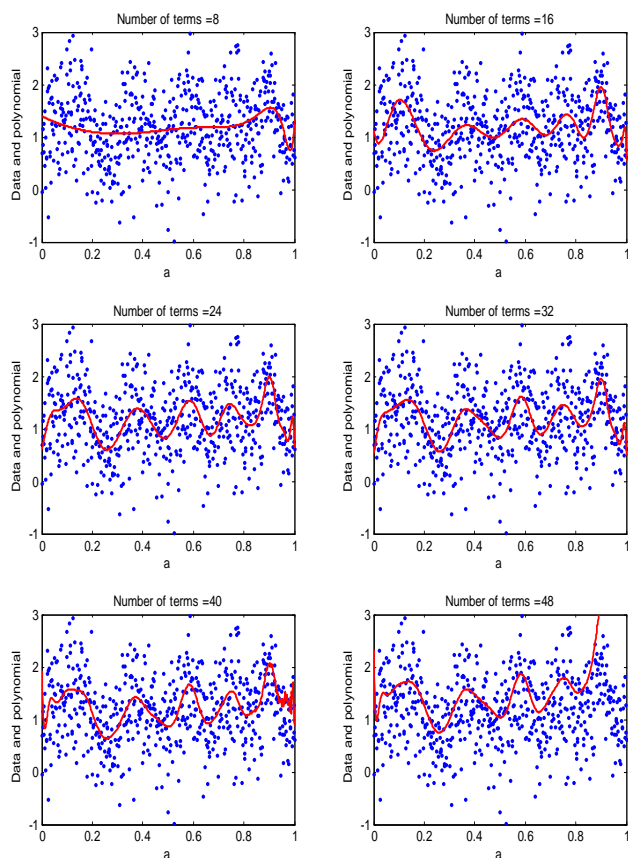 Number of terms =8
Data and polynomial
3
2
1
0
-1
0 0.2 0.4 0.6 0.8 1
a
Number of terms =16
Data and polynomial
3
2
1
0
-1
0 0.2 0.4 0.6 0.8 1
a
Number of terms =24
Data and polynomial
3
2
1
0
-1
0 0.2 0.4 0.6 0.8 1
a
Number of terms =32
Data and polynomial
3
2
1
0
-1
0 0.2 0.4 0.6 0.8 1
a
Number of terms =40
Data and polynomial
3
2
1
0
-1
0 0.2 0.4 0.6 0.8 1
a
Number of terms =48
Data and polynomial
3
2
1
0
-1
0 0.2 0.4 0.6 0.8 1
a